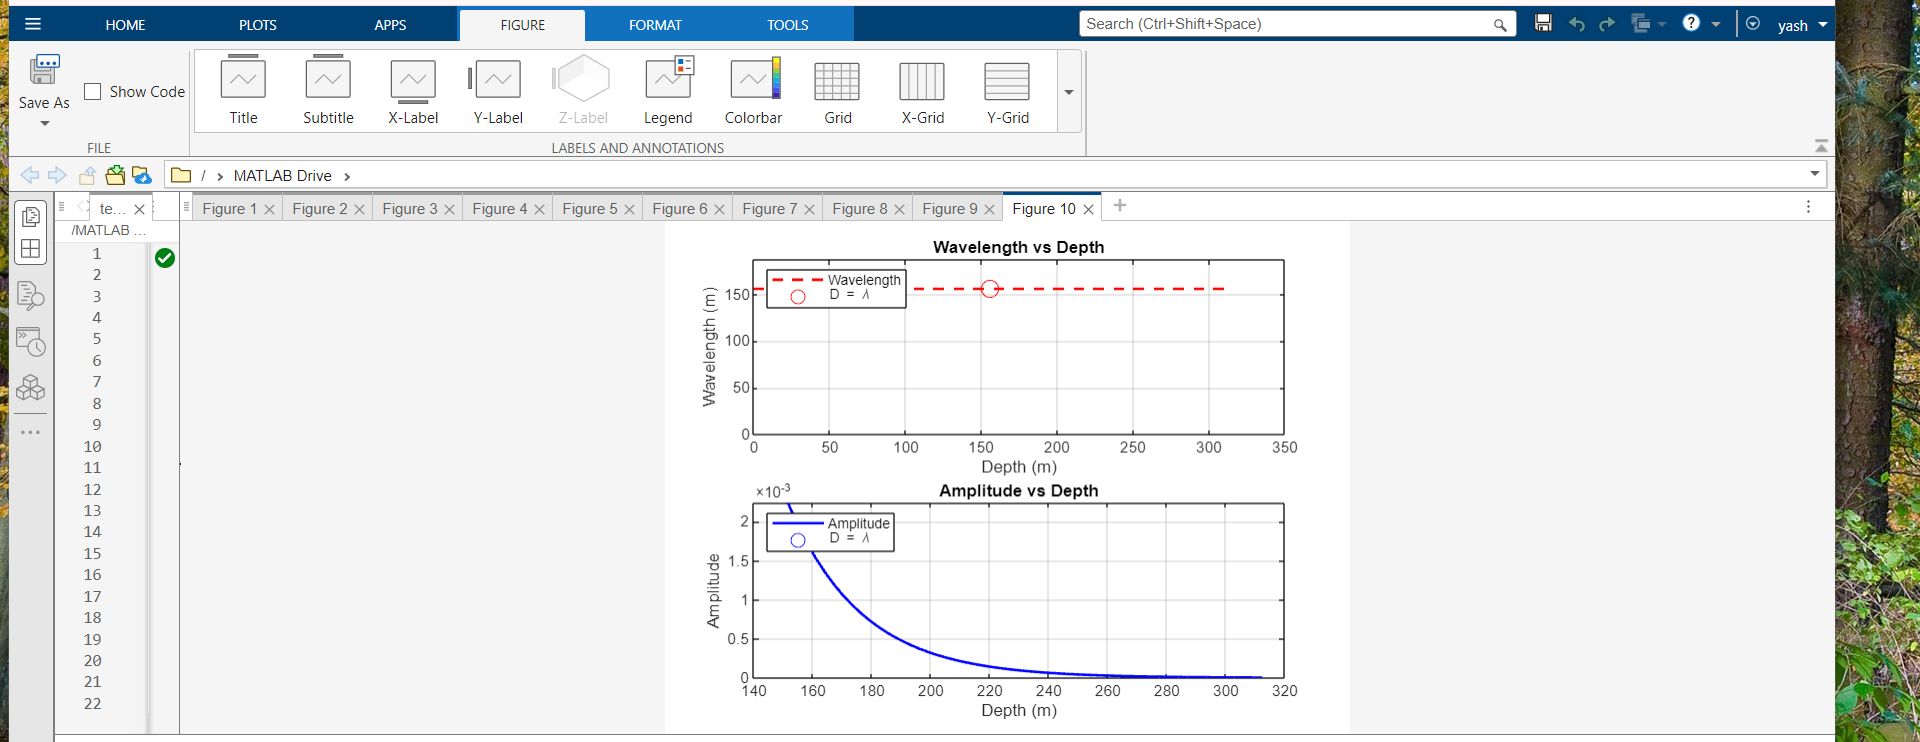 HOME PLOTS APPS FIGURE FORMAT TOOLS Search (Ctrl+Shift+Space) ? yash
Save As
Show Code
Title Subtitle X-Label Y-Label Z-Label Legend Colorbar Grid X-Grid Y-Grid
FILE LABELS AND ANNOTATIONS
/ › MATLAB Drive ›
te... Figure 1 Figure 2 Figure 3 Figure 4 Figure 5 Figure 6 Figure 7 Figure 8 Figure 9 Figure 10
/MATLAB ...
1
2
3
4
5
6
7
8
9
10
11
12
13
14
15
16
17
18
19
20
21
22
Wavelength vs Depth
Wavelength
D = λ
Wavelength (m)
150
100
50
0
0 50 100 150 200 250 300 350
Depth (m)
Amplitude vs Depth
×10-3
Amplitude
D = λ
Amplitude
2
1.5
1
0.5
0
140 160 180 200 220 240 260 280 300 320
Depth (m)